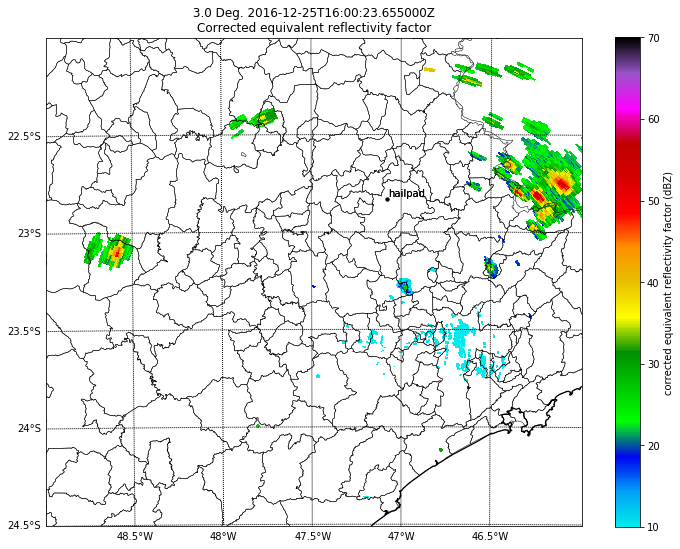 3.0 Deg. 2016-12-25T16:00:23.655000Z
Corrected equivalent reflectivity factor
22.5°S
23°S
23.5°S
24°S
24.5°S
48.5°W
48°W
47.5°W
47°W
46.5°W
hailpad
70
60
50
40
30
20
10
corrected equivalent reflectivity factor (dBZ)